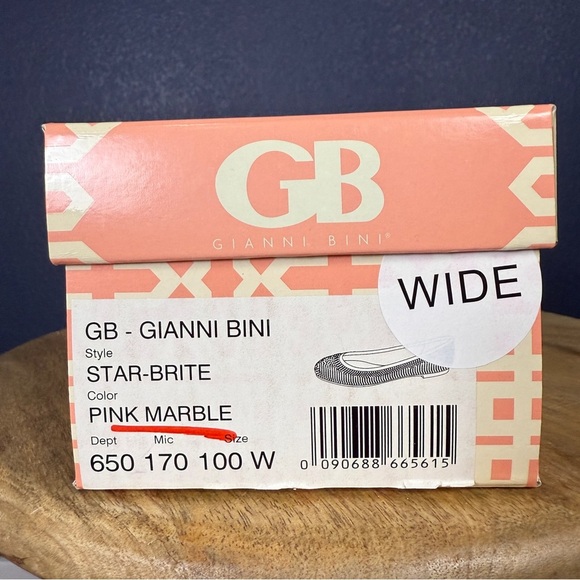 GB
GIANNI BINI®
WIDE
GB - GIANNI BINI
Style
STAR-BRITE
Color
PINK MARBLE
Dept Mic Size
650 170 100 W
0 090688 665615